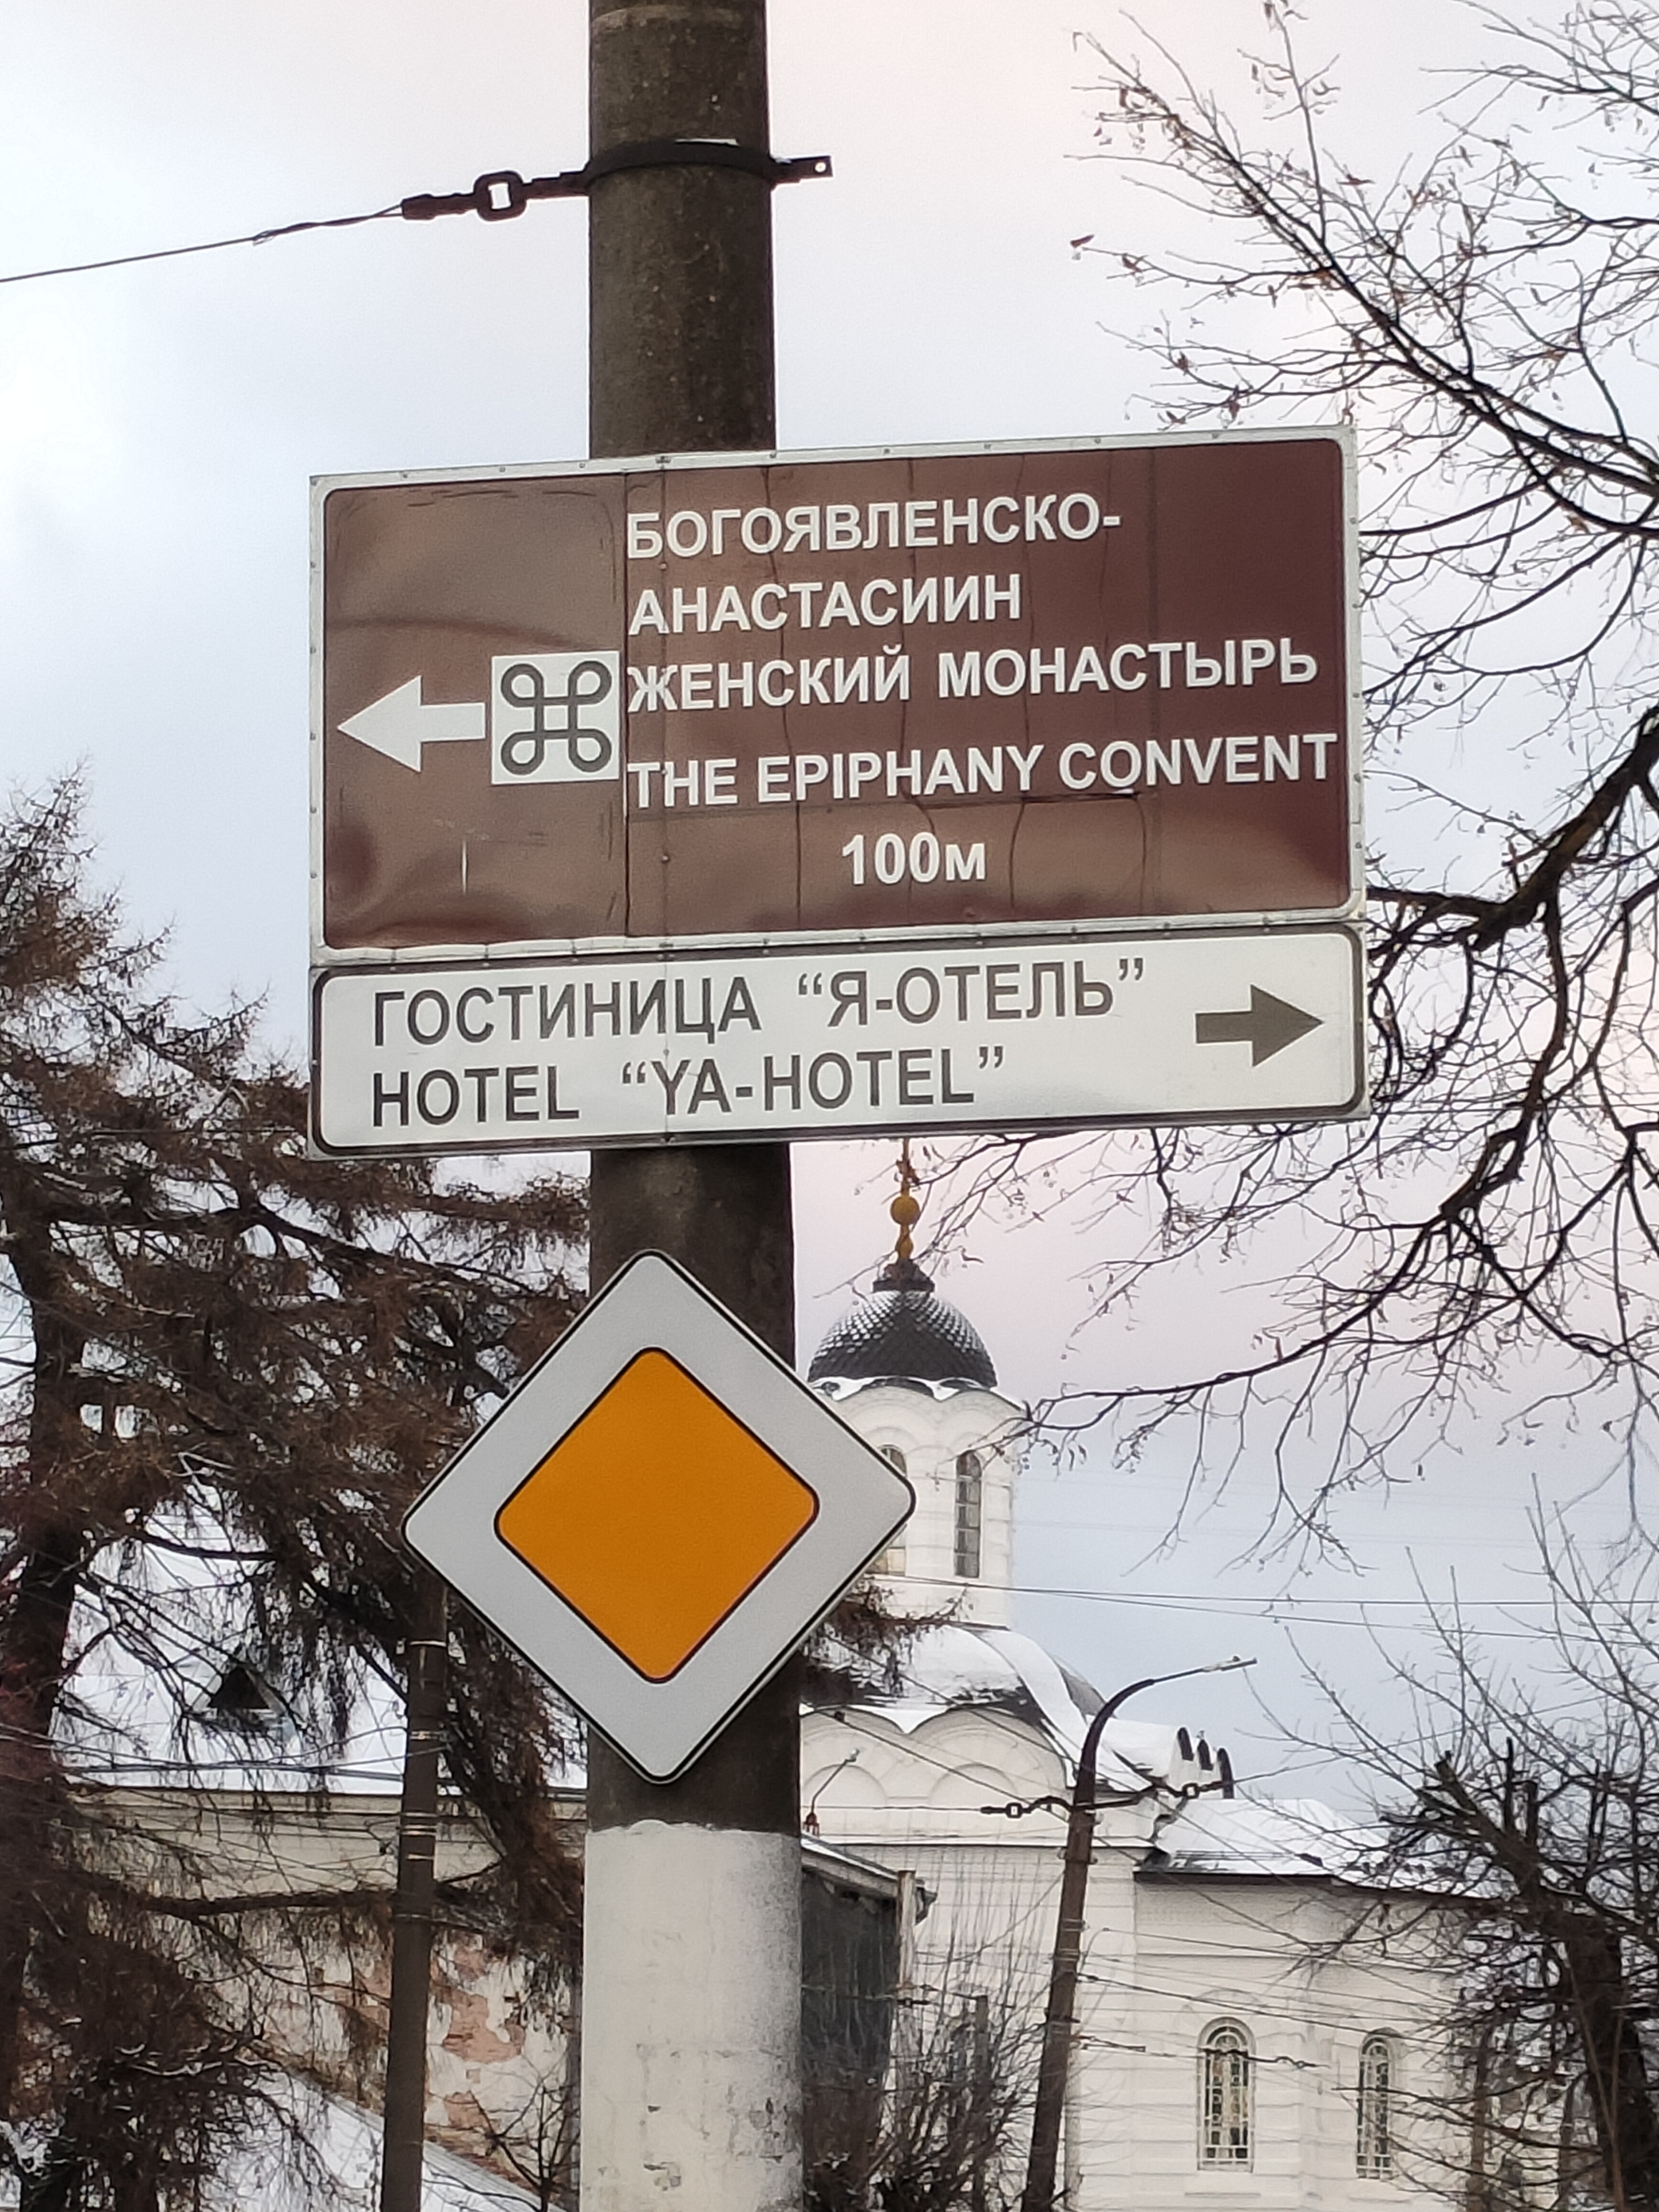 БОГОЯВЛЕНСКО-
АНАСТАСИИН
ЖЕНСКИЙ МОНАСТЫРЬ
THE EPIPHANY CONVENT
100м
ГОСТИНИЦА “Я-ОТЕЛЬ”
HOTEL “YA-HOTEL”